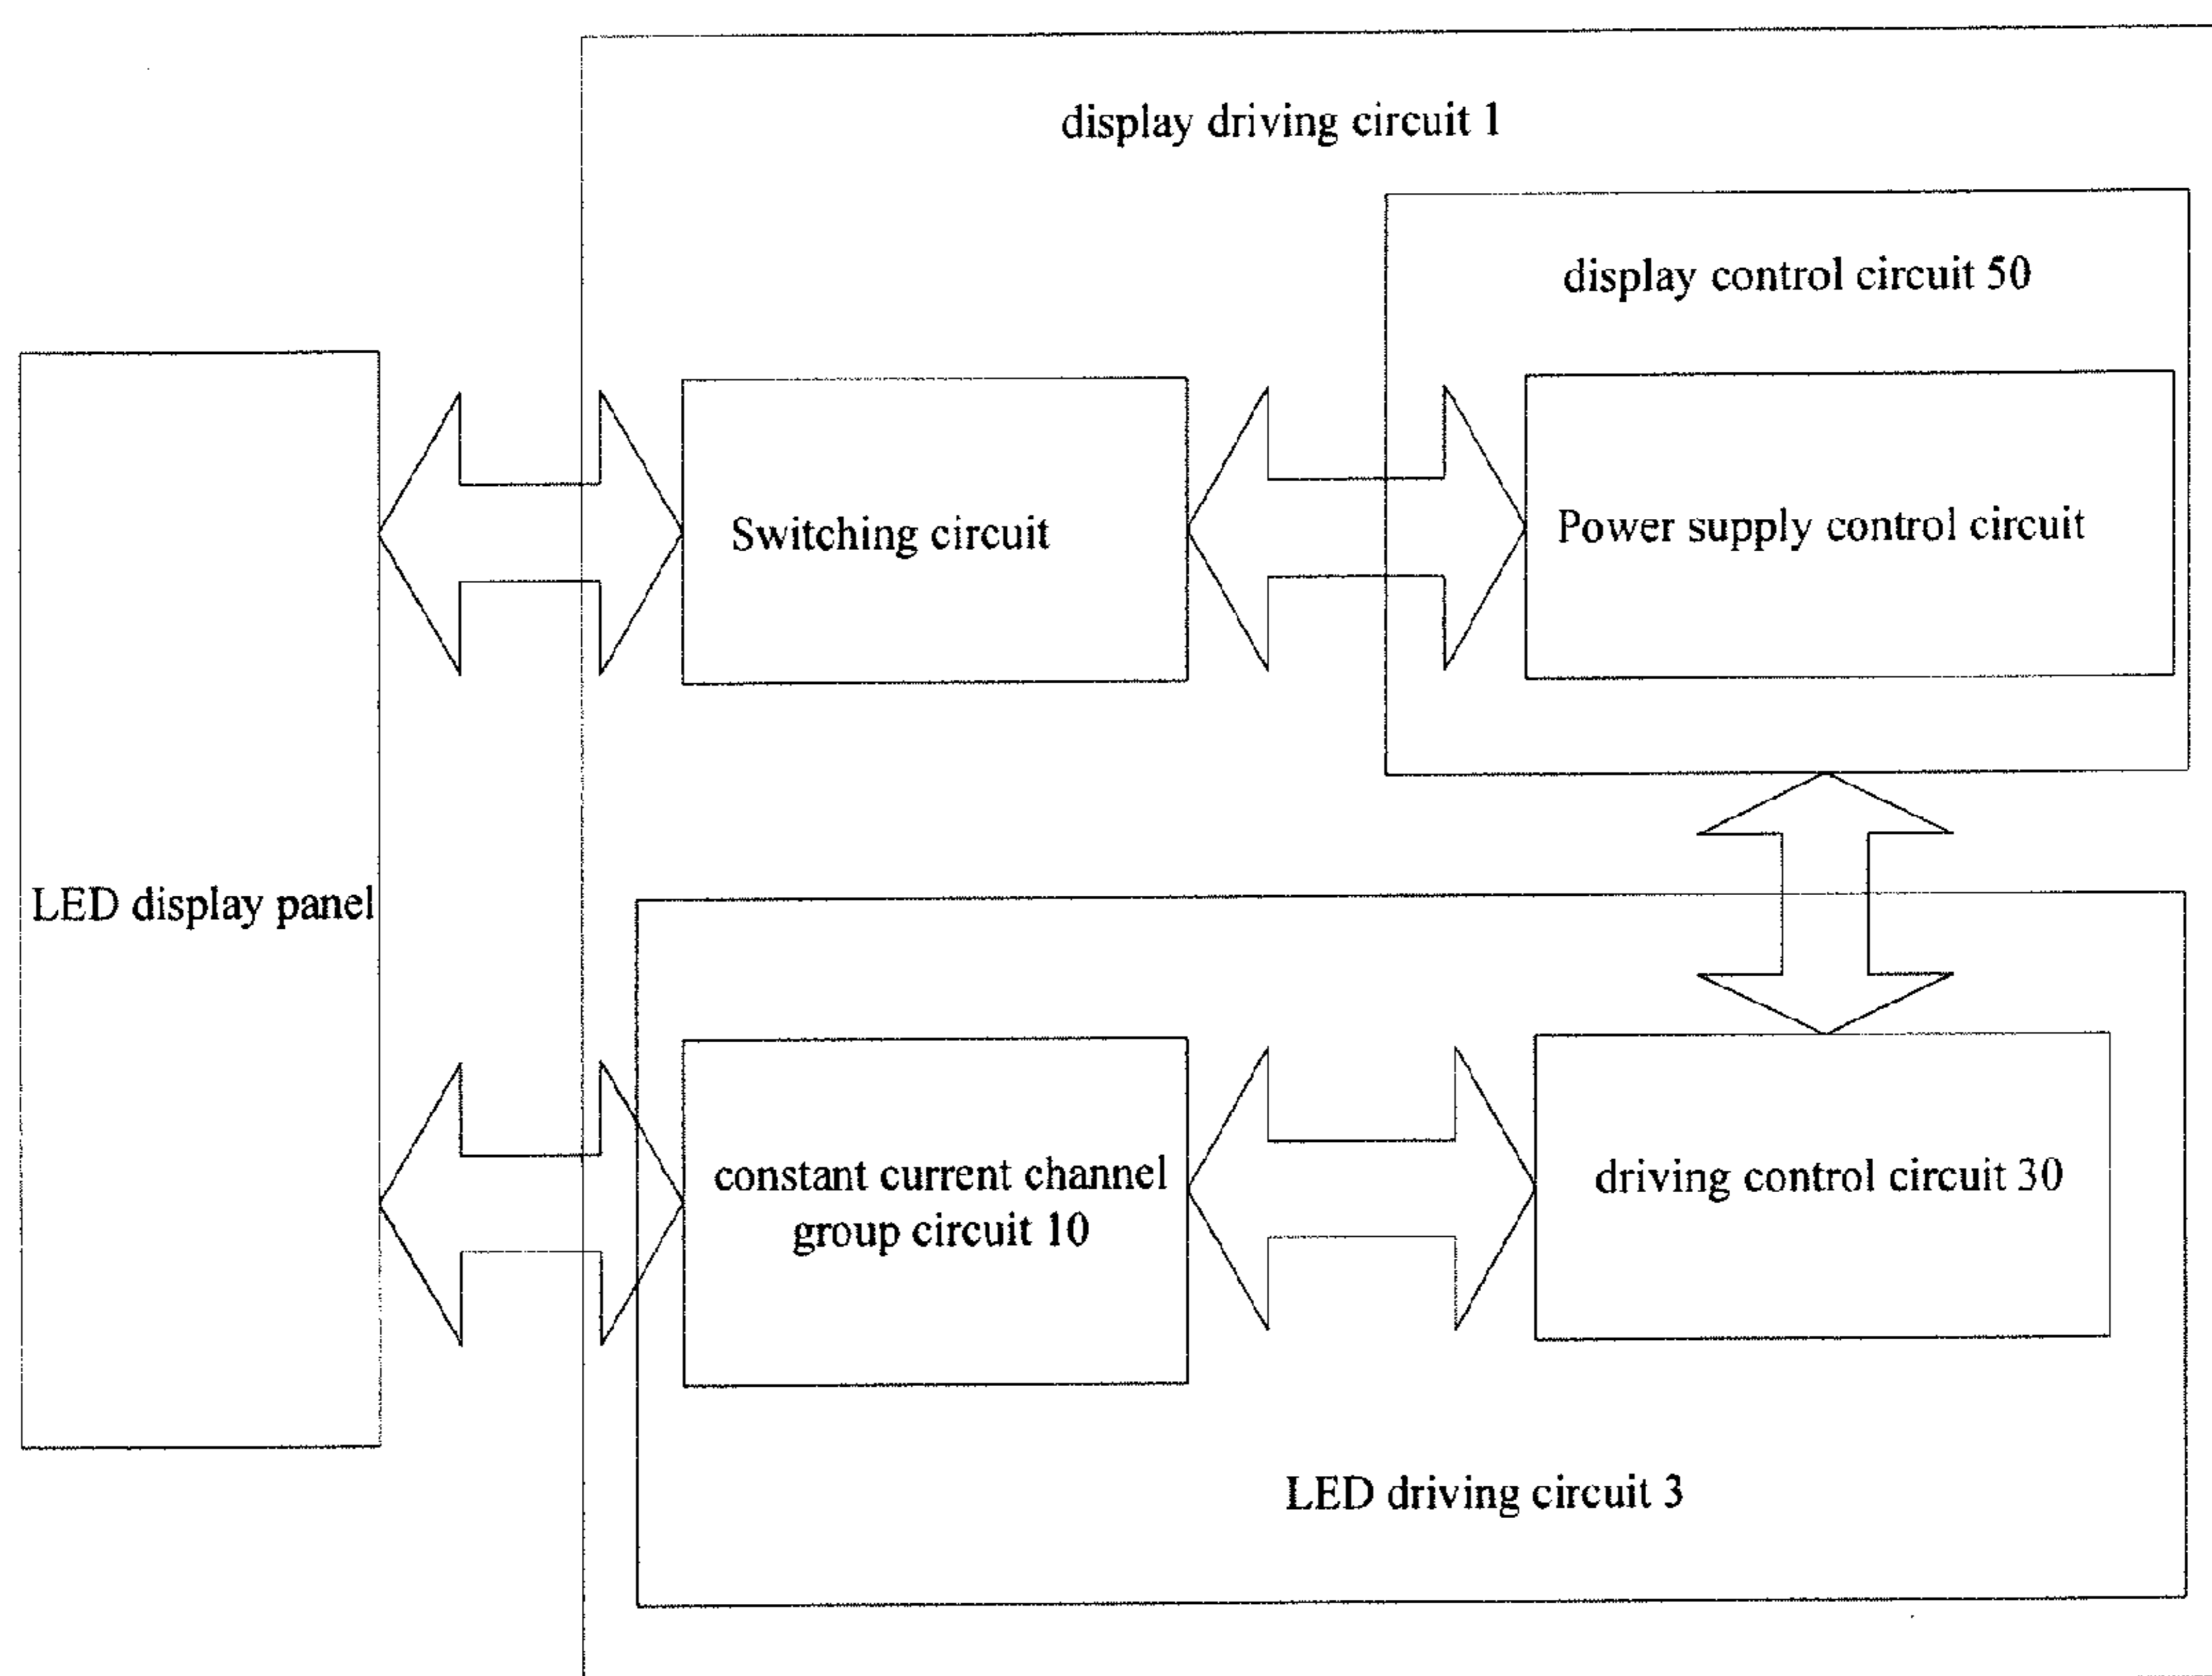 display driving circuit 1
display control circuit 50
Switching circuit
Power supply control circuit
LED display panel
constant current channel
group circuit 10
driving control circuit 30
LED driving circuit 3